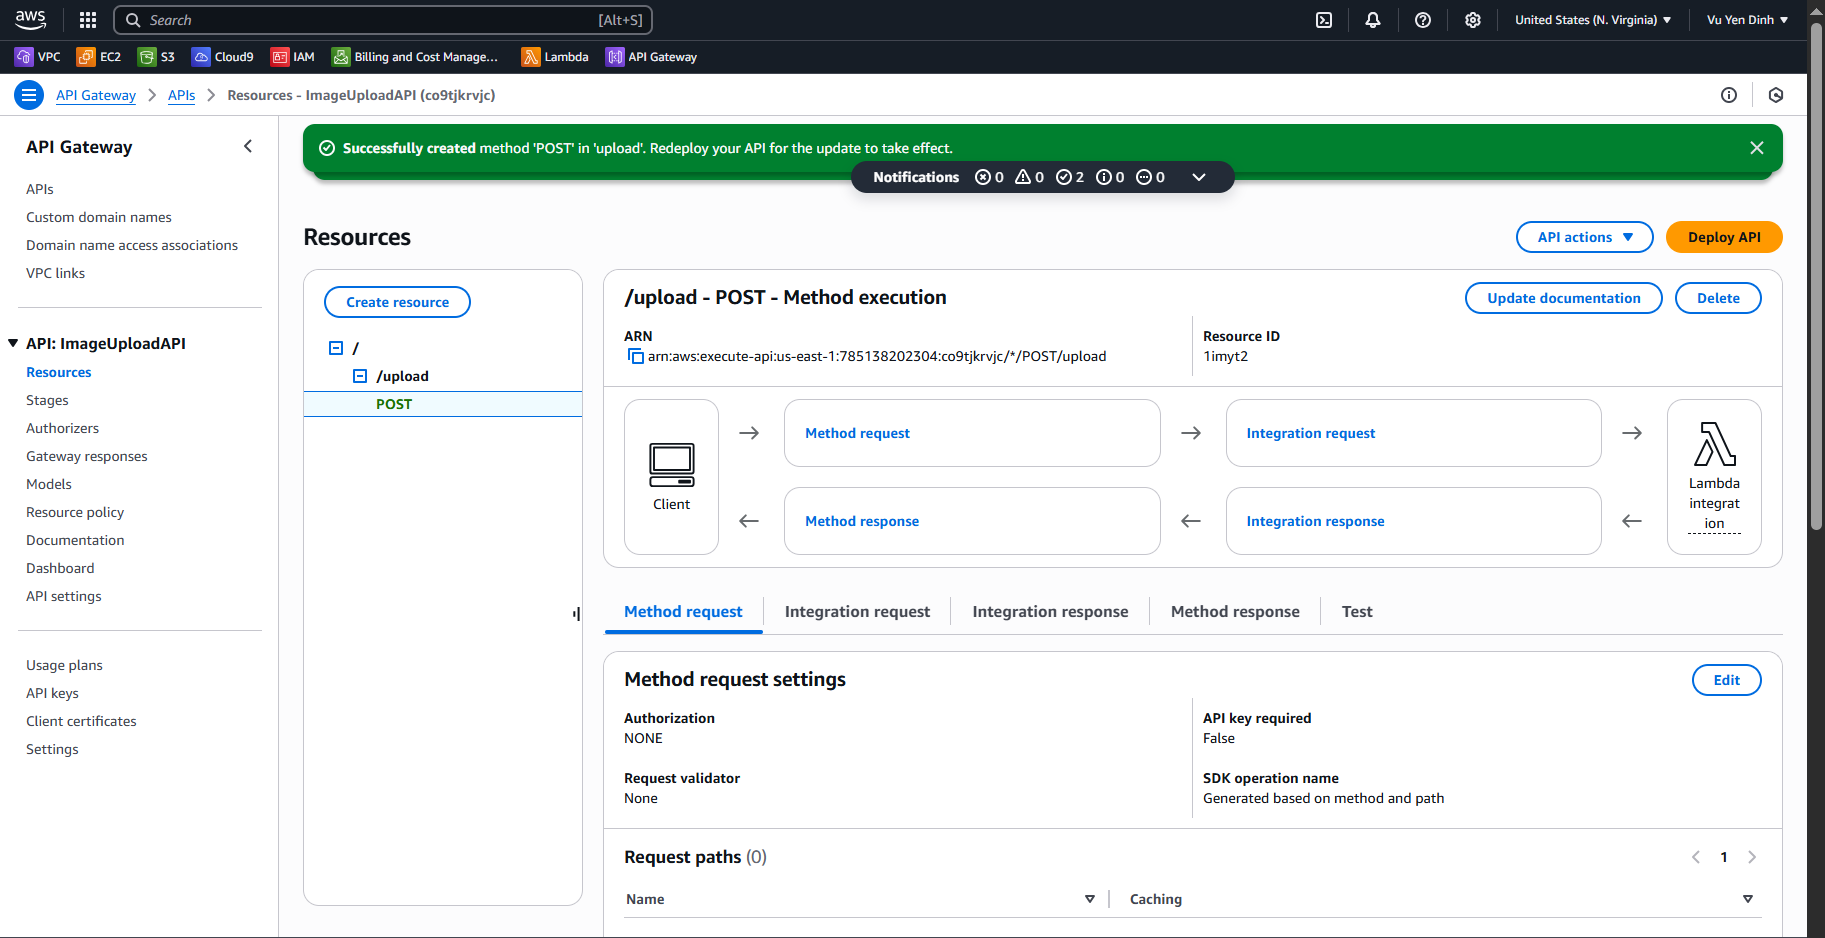 aws
Search [Alt+S]
United States (N. Virginia) Vu Yen Dinh
VPC EC2 S3 Cloud9 IAM Billing and Cost Manage... Lambda API Gateway
API Gateway APIs Resources - ImageUploadAPI (co9tjkrvjc)
API Gateway
APIs
Custom domain names
Domain name access associations
VPC links
API: ImageUploadAPI
Resources
Stages
Authorizers
Gateway responses
Models
Resource policy
Documentation
Dashboard
API settings
Usage plans
API keys
Client certificates
Settings
Successfully created method 'POST' in 'upload'. Redeploy your API for the update to take effect.
Notifications 0 0 2 0 0
Resources
API actions Deploy API
Create resource
/
/upload
POST
/upload - POST - Method execution
Update documentation Delete
ARN
arn:aws:execute-api:us-east-1:785138202304:co9tjkrvjc/*/POST/upload
Resource ID
1imyt2
Client
Method request
Integration request
Method response
Integration response
Lambda
integrat
ion
Method request Integration request Integration response Method response Test
Method request settings
Edit
Authorization
NONE
API key required
False
Request validator
None
SDK operation name
Generated based on method and path
Request paths (0)
1
Name Caching